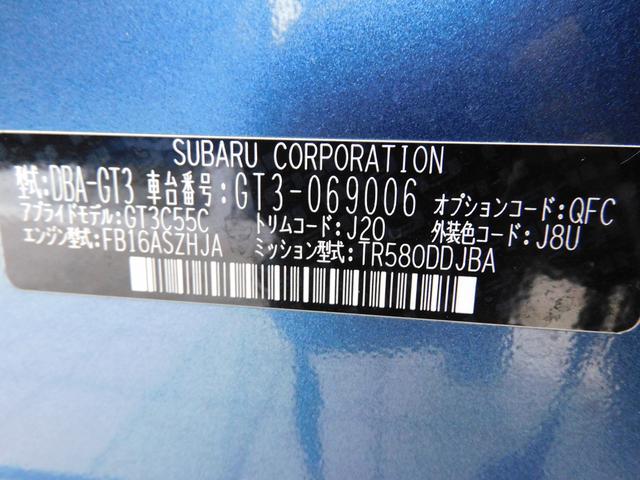 SUBARU CORPORATION
型式:DBA-GT3 車台番号:GT3-069006 オプションコード:QFC
アプライドモデル:GT3C55C トリムコード:J20 外装色コード:J8U
エンジン型式:FB16ASZHJA ミッション型式:TR580DDJBA